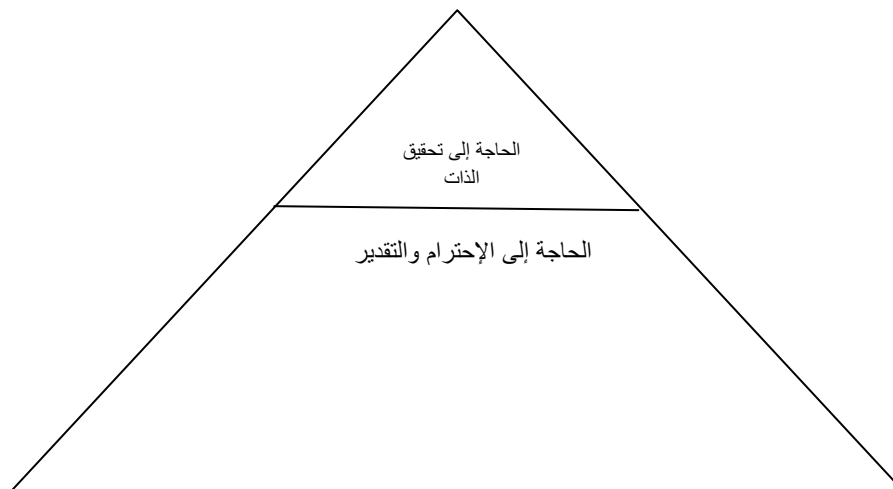 الحاجة إلى تحقيق
الذات
الحاجة إلى الإحترام والتقدير